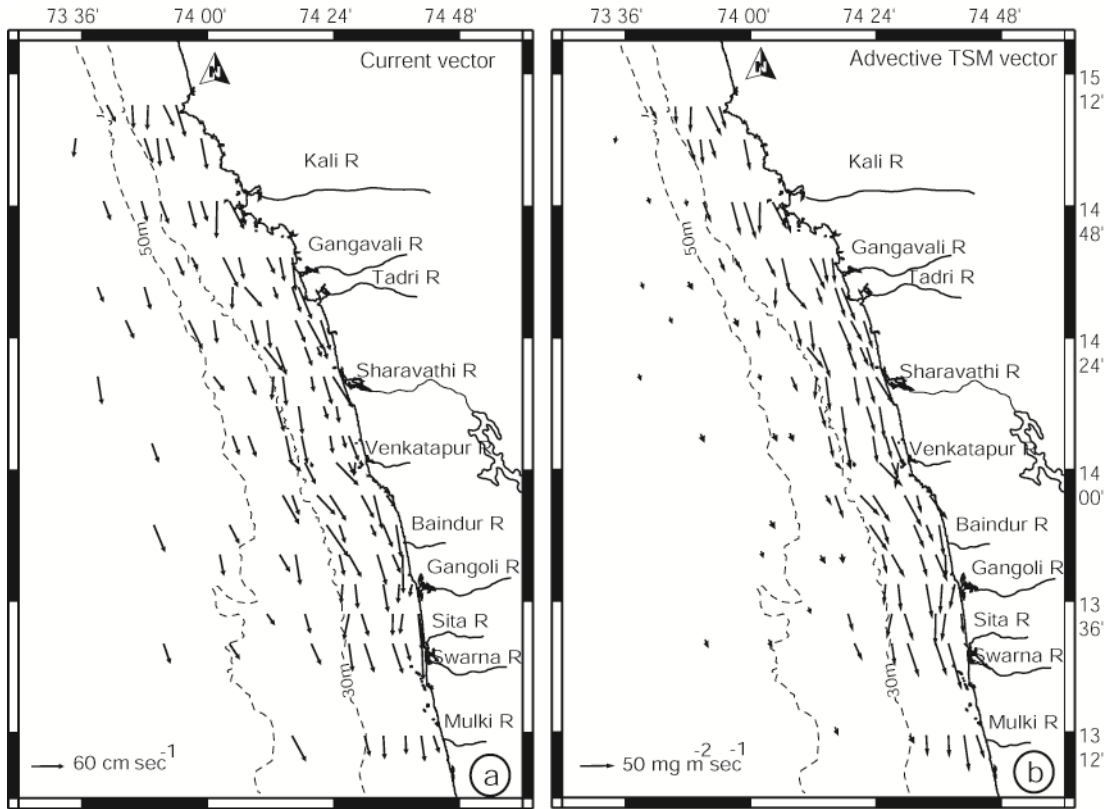 73 36' 74 00' 74 24' 74 48' 73 36' 74 00' 74 24' 74 48'
Current vector
Advective TSM vector
N
N
15
12'
Kali R
Kali R
14
48'
50m
50m
Gangavali R
Gangavali R
Tadri R
Tadri R
14
24'
Sharavathi R
Sharavathi R
Venkatapur R
Venkatapur R
14
00'
Baindur R
Baindur R
Gangoli R
Gangoli R
13
36'
Sita R
Sita R
Swarna R
Swarna R
30m
30m
Mulki R
Mulki R
13
12'
60 cm sec-1
a
50 mg m-2 sec-1
b